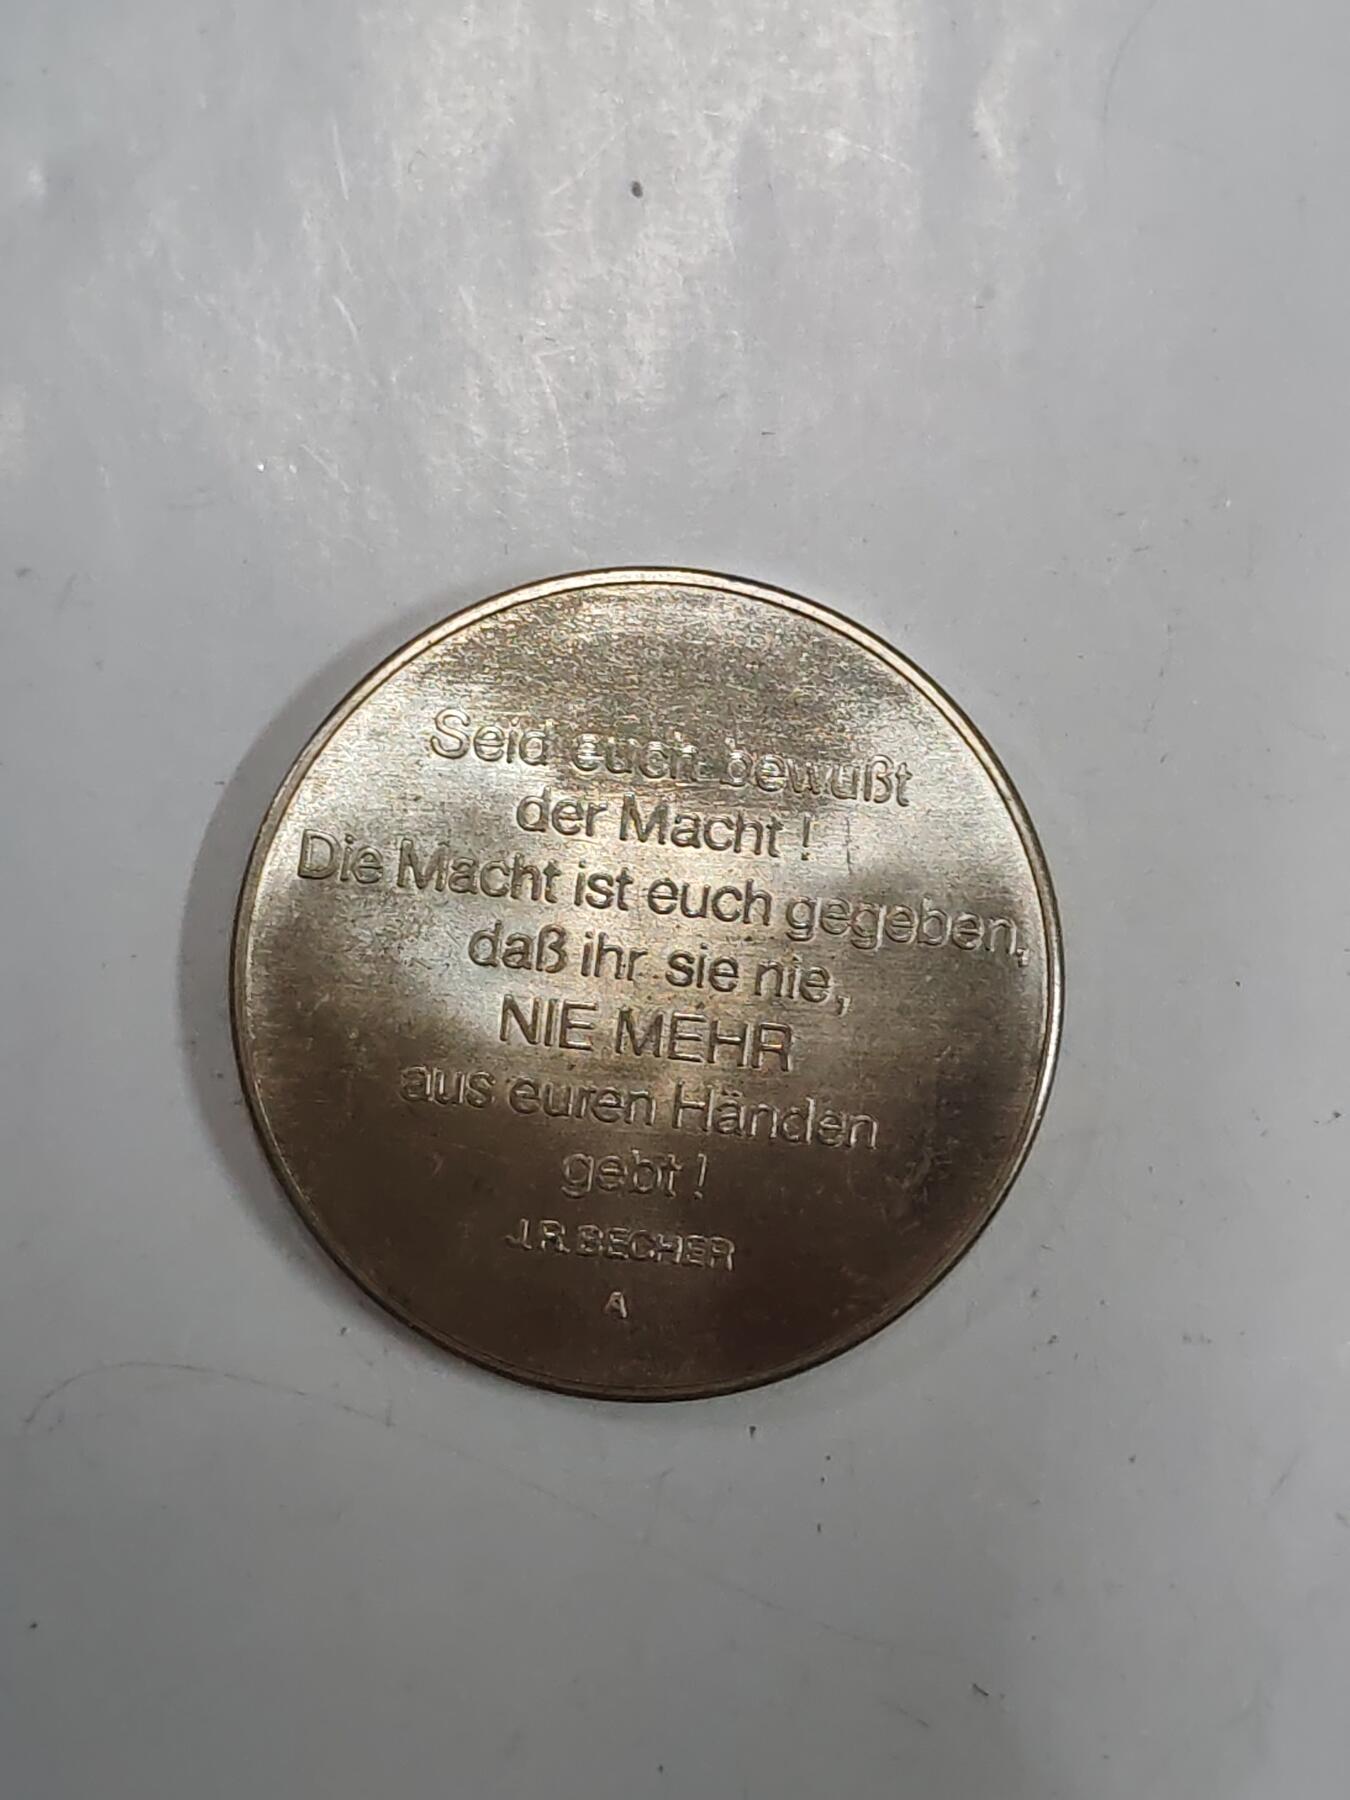 Seid euch bewußt
der Macht !
Die Macht ist euch gegeben,
daß ihr sie nie,
NIE MEHR
aus euren Händen
gebt !
J.R.BECHER
A